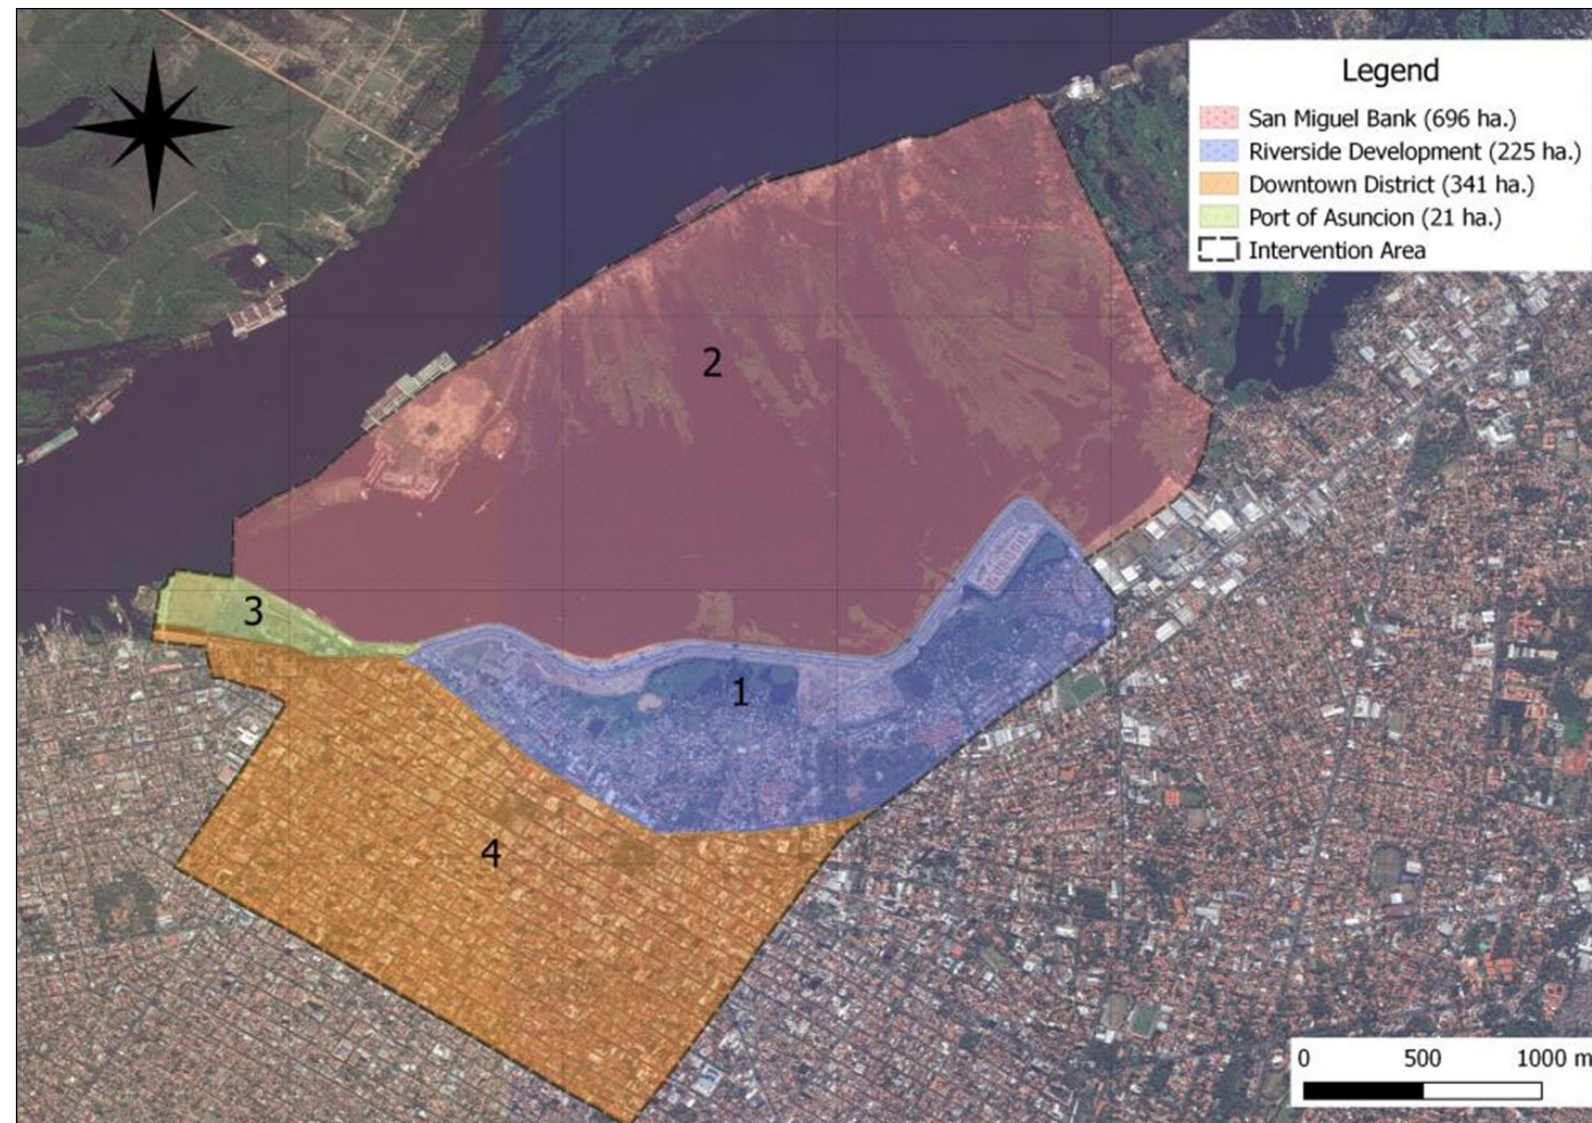 Legend
San Miguel Bank (696 ha.)
Riverside Development (225 ha.)
Downtown District (341 ha.)
Port of Asuncion (21 ha.)
Intervention Area
2
3
1
4
0 500 1000 m